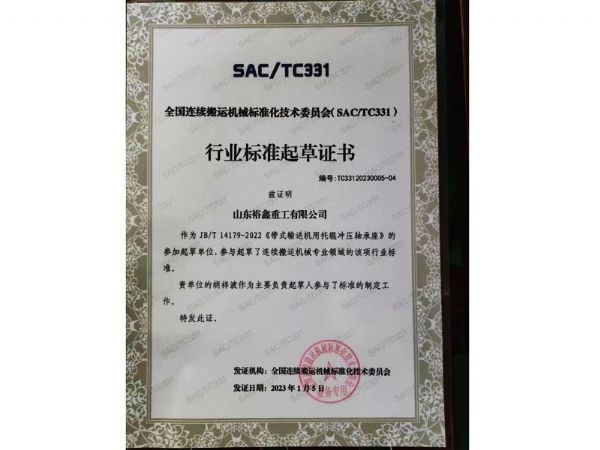 SAC/TC331
全国连续搬运机械标准化技术委员会(SAC/TC331)
行业标准起草证书
编号:TC33120230005-04
兹证明
山东裕鑫重工有限公司
作为 JB/T 14179-2022《带式输送机用托辊冲压轴承座》的
参加起草单位,参与起草了连续搬运机械专业领域的该项行业标
准。
贵单位的胡祥波作为主要负责起草人参与了标准的制定工
作。
特发此证。
发证机构:全国连续搬运机械标准化技术委员会
发证日期:2023 年 1 月 5 日
业务专用